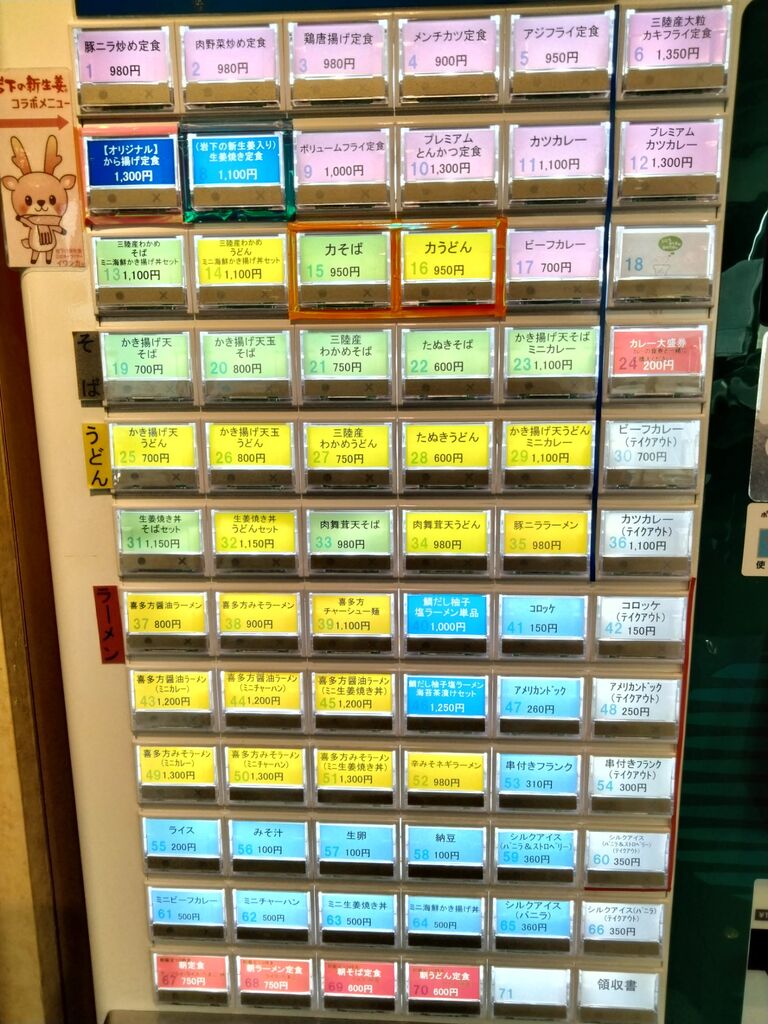 岩下の新生姜
コラボメニュー
豚ニラ炒め定食
1 980円
肉野菜炒め定食
2 980円
鶏唐揚げ定食
3 980円
メンチカツ定食
4 900円
アジフライ定食
5 950円
三陸産大粒
カキフライ定食
6 1,350円
【オリジナル】
から揚げ定食
1,300円
(岩下の新生姜入り)
生姜焼き定食
8 1,100円
ボリュームフライ定食
9 1,000円
プレミアム
とんかつ定食
10 1,300円
カツカレー
11 1,100円
プレミアム
カツカレー
12 1,300円
三陸産わかめ
そば
ミニ海鮮かき揚げ丼セット
13 1,100円
三陸産わかめ
うどん
ミニ海鮮かき揚げ丼セット
14 1,100円
力そば
15 950円
力うどん
16 950円
ビーフカレー
17 700円
18
そば
かき揚げ天
そば
19 700円
かき揚げ天玉
そば
20 800円
三陸産
わかめそば
21 750円
たぬきそば
22 600円
かき揚げ天そば
ミニカレー
23 1,100円
カレー大盛券
24 200円
うどん
かき揚げ天
うどん
25 700円
かき揚げ天玉
うどん
26 800円
三陸産
わかめうどん
27 750円
たぬきうどん
28 600円
かき揚げ天うどん
ミニカレー
29 1,100円
ビーフカレー
(テイクアウト)
30 700円
生姜焼き丼
そばセット
31 1,150円
生姜焼き丼
うどんセット
32 1,150円
肉舞茸天そば
33 980円
肉舞茸天うどん
34 980円
豚ニララーメン
35 980円
カツカレー
(テイクアウト)
36 1,100円
ラーメン
喜多方醤油ラーメン
37 800円
喜多方みそラーメン
38 900円
喜多方
チャーシュー麺
39 1,100円
鯛だし柚子
塩ラーメン単品
40 1,000円
コロッケ
41 150円
コロッケ
(テイクアウト)
42 150円
喜多方醤油ラーメン
(ミニカレー)
43 1,200円
喜多方醤油ラーメン
(ミニチャーハン)
44 1,200円
喜多方醤油ラーメン
(ミニ生姜焼き丼)
45 1,200円
鯛だし柚子塩ラーメン
海苔茶漬けセット
46 1,250円
アメリカンドック
47 260円
アメリカンドック
(テイクアウト)
48 250円
喜多方みそラーメン
(ミニカレー)
49 1,300円
喜多方みそラーメン
(ミニチャーハン)
50 1,300円
喜多方みそラーメン
(ミニ生姜焼き丼)
51 1,300円
辛みそネギラーメン
52 980円
串付きフランク
53 310円
串付きフランク
(テイクアウト)
54 300円
ライス
55 200円
みそ汁
56 100円
生卵
57 100円
納豆
58 100円
シルクアイス
(バニラ&ストロベリー)
59 360円
シルクアイス
(バニラ&ストロベリー)
(テイクアウト)
60 350円
ミニビーフカレー
61 500円
ミニチャーハン
62 500円
ミニ生姜焼き丼
63 500円
ミニ海鮮かき揚げ丼
64 500円
シルクアイス
(バニラ)
65 360円
シルクアイス(バニラ)
(テイクアウト)
66 350円
朝定食
67 750円
朝ラーメン定食
68 750円
朝そば定食
69 600円
朝うどん定食
70 600円
71
領収書